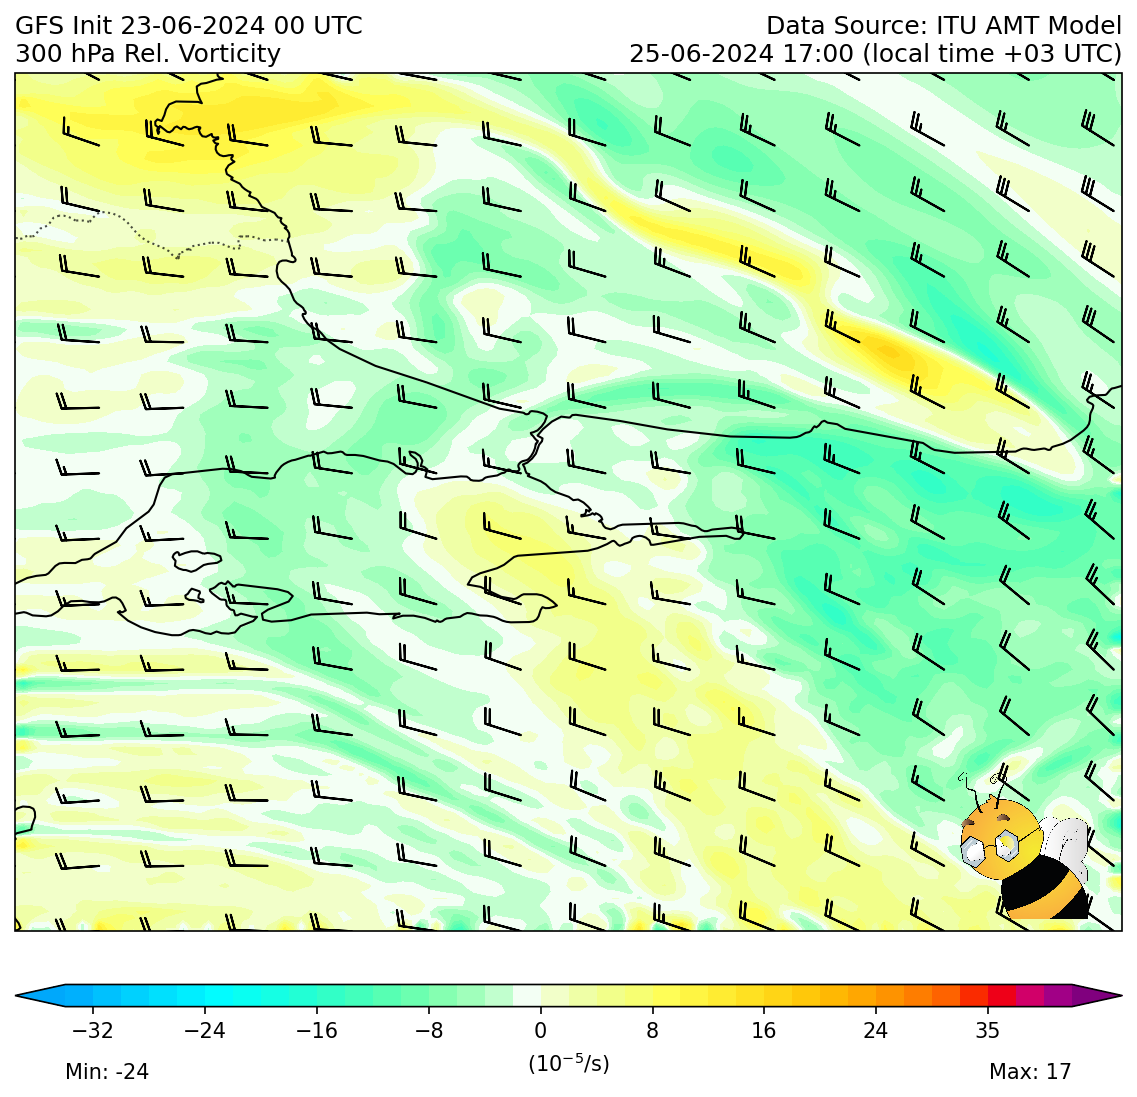 GFS Init 23-06-2024 00 UTC
Data Source: ITU AMT Model
300 hPa Rel. Vorticity
25-06-2024 17:00 (local time +03 UTC)
−32 −24 −16 −8 0 8 16 24 35
(10⁻⁵/s)
Min: -24
Max: 17